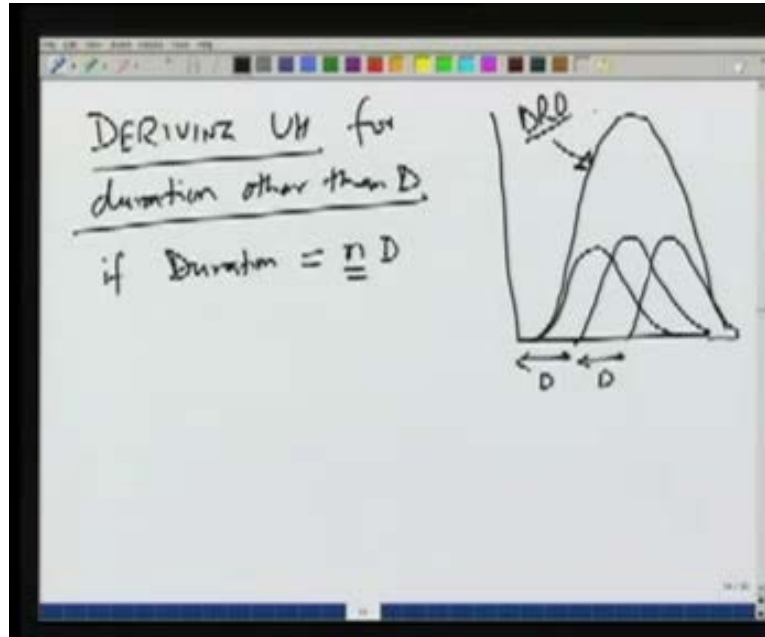 DERIVING UH for
duration other than D
if Duration = n D
DRO
D D